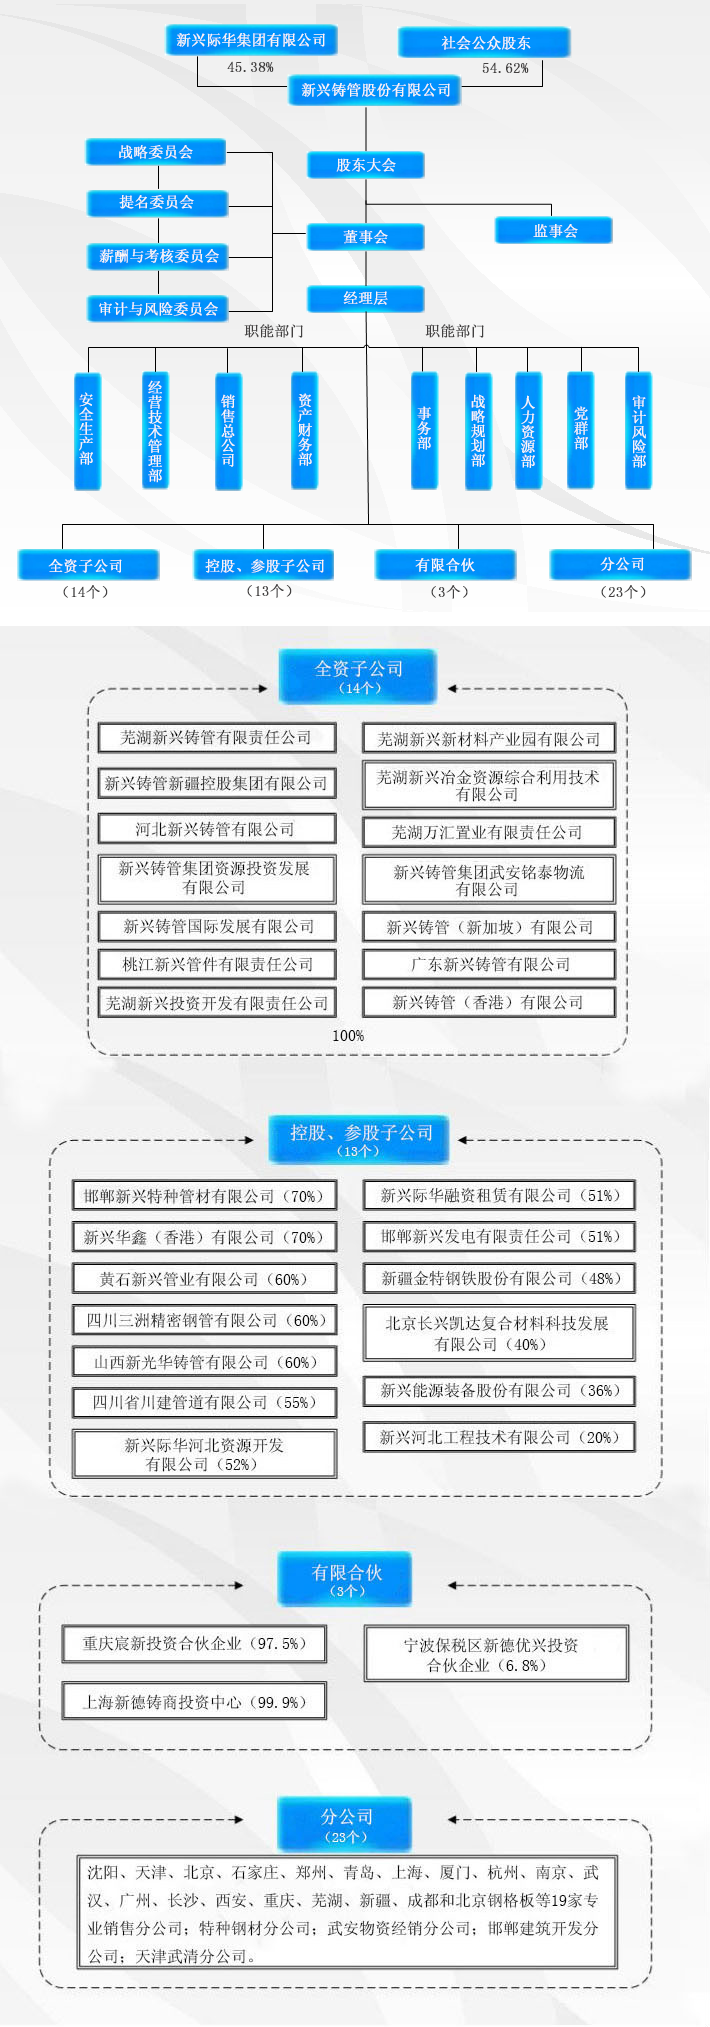 新兴际华集团有限公司
社会公众股东
45.38%
54.62%
新兴铸管股份有限公司
战略委员会
股东大会
提名委员会
监事会
董事会
薪酬与考核委员会
审计与风险委员会
经理层
职能部门
职能部门
安全生产部
经营技术管理部
销售总公司
资产财务部
事务部
战略规划部
人力资源部
党群部
审计风险部
全资子公司
控股、参股子公司
有限合伙
分公司
（14个）
（13个）
（3个）
（23个）
全资子公司
（14个）
芜湖新兴铸管有限责任公司
芜湖新兴新材料产业园有限公司
新兴铸管新疆控股集团有限公司
芜湖新兴冶金资源综合利用技术
有限公司
河北新兴铸管有限公司
芜湖万汇置业有限责任公司
新兴铸管集团资源投资发展
有限公司
新兴铸管集团武安铭泰物流
有限公司
新兴铸管国际发展有限公司
新兴铸管（新加坡）有限公司
桃江新兴管件有限责任公司
广东新兴铸管有限公司
芜湖新兴投资开发有限责任公司
新兴铸管（香港）有限公司
100%
控股、参股子公司
（13个）
邯郸新兴特种管材有限公司（70%）
新兴际华融资租赁有限公司（51%）
新兴华鑫（香港）有限公司（70%）
邯郸新兴发电有限责任公司（51%）
黄石新兴管业有限公司（60%）
新疆金特钢铁股份有限公司（48%）
四川三洲精密钢管有限公司（60%）
北京长兴凯达复合材料科技发展
有限公司（40%）
山西新光华铸管有限公司（60%）
新兴能源装备股份有限公司（36%）
四川省川建管道有限公司（55%）
新兴河北工程技术有限公司（20%）
新兴际华河北资源开发
有限公司（52%）
有限合伙
（3个）
重庆宸新投资合伙企业（97.5%）
宁波保税区新德优兴投资
合伙企业（6.8%）
上海新德铸商投资中心（99.9%）
分公司
（23个）
沈阳、天津、北京、石家庄、郑州、青岛、上海、厦门、杭州、南京、武
汉、广州、长沙、西安、重庆、芜湖、新疆、成都和北京钢格板等19家专
业销售分公司；特种钢材分公司；武安物资经销分公司；邯郸建筑开发分
公司；天津武清分公司。